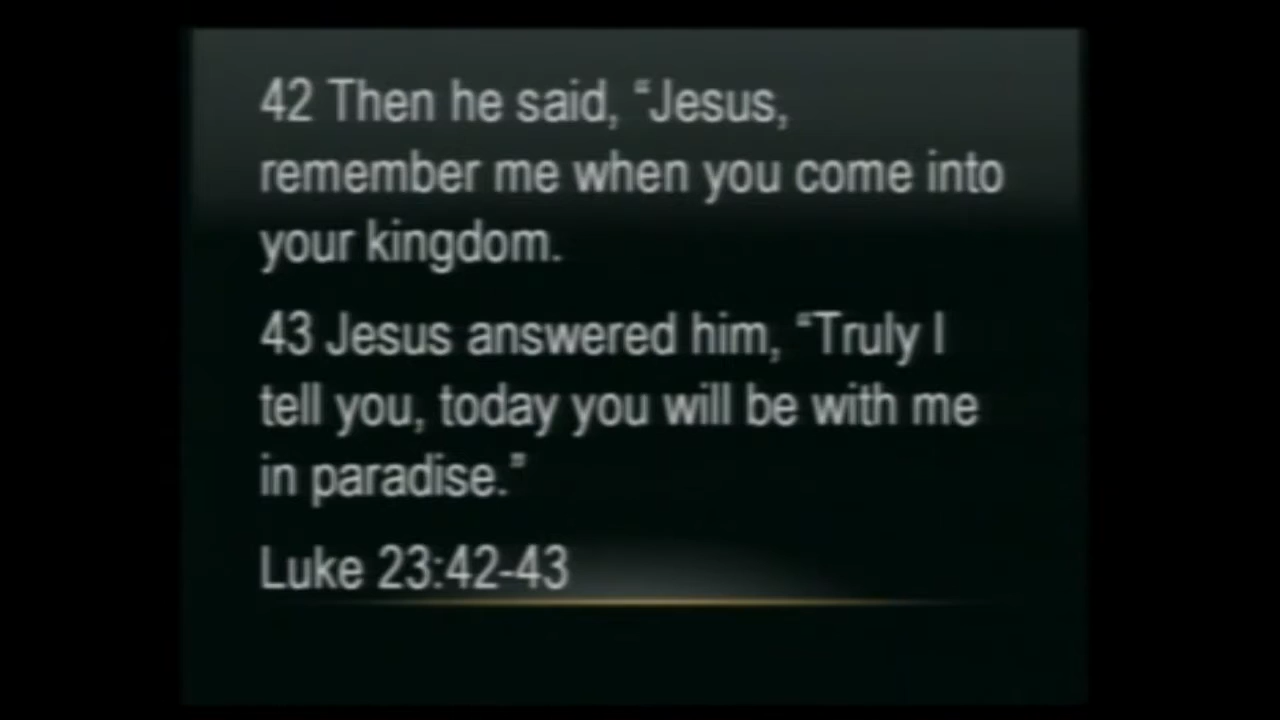 42 Then he said, “Jesus,
remember me when you come into
your kingdom.
43 Jesus answered him, “Truly I
tell you, today you will be with me
in paradise.”
Luke 23:42-43